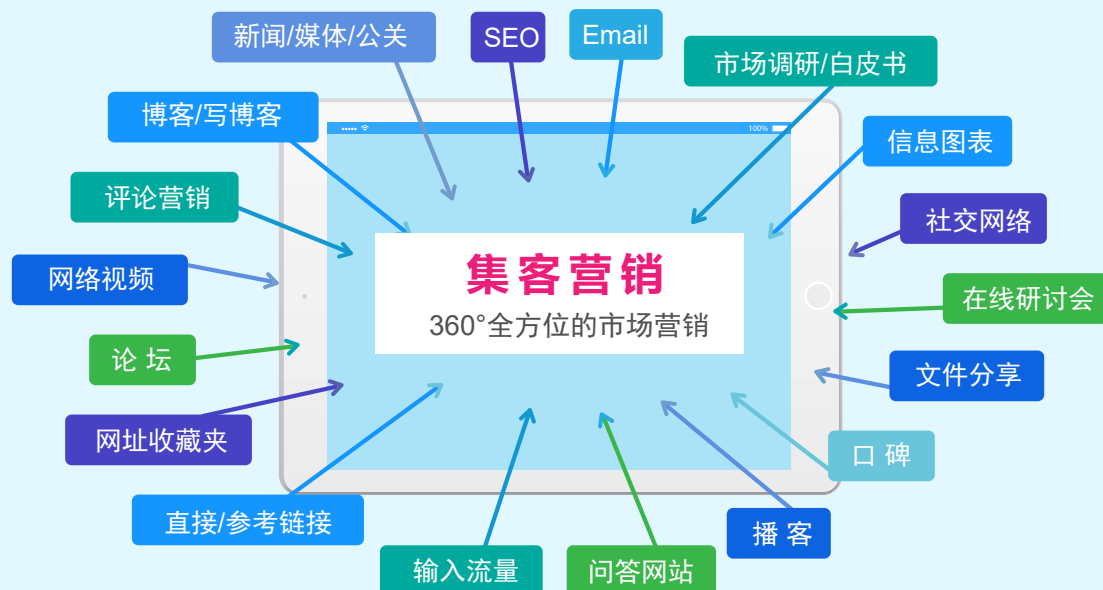 新闻/媒体/公关
SEO
Email
市场调研/白皮书
博客/写博客
100%
信息图表
评论营销
社交网络
网络视频
集客营销
在线研讨会
360°全方位的市场营销
论 坛
文件分享
网址收藏夹
口 碑
直接/参考链接
播 客
输入流量
问答网站